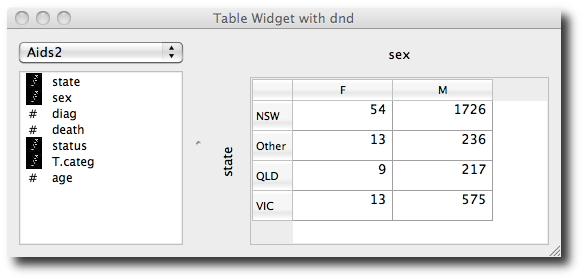 Table Widget with dnd
Aids2
state
sex
# diag
# death
status
T.categ
# age
sex
state
F M
NSW 54 1726
Other 13 236
QLD 9 217
VIC 13 575